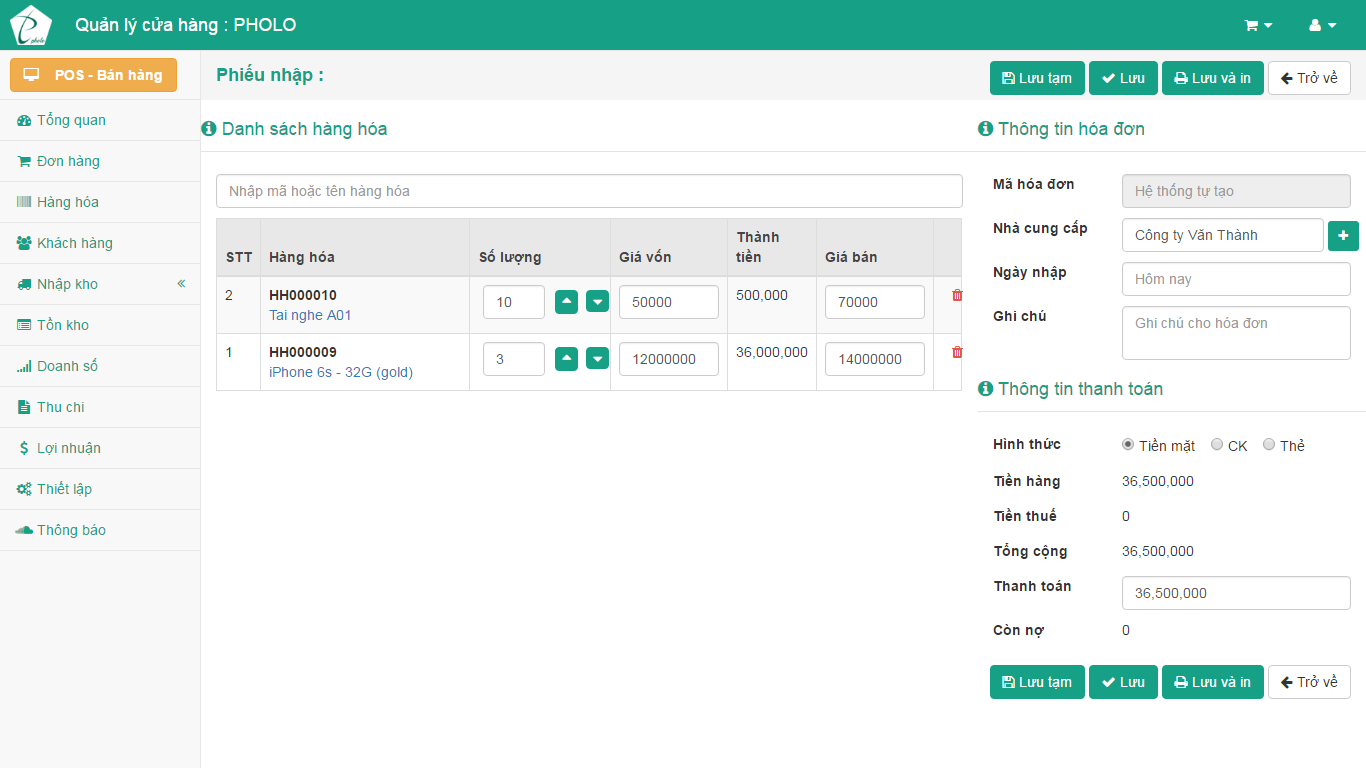 pholo
Quản lý cửa hàng : PHOLO
POS - Bán hàng
Tổng quan
Đơn hàng
Hàng hóa
Khách hàng
Nhập kho
Tồn kho
Doanh số
Thu chi
Lợi nhuận
Thiết lập
Thông báo
Phiếu nhập :
Lưu tạm Lưu Lưu và in Trở về
Danh sách hàng hóa
Nhập mã hoặc tên hàng hóa
STT Hàng hóa Số lượng Giá vốn Thành tiền Giá bán
2 HH000010 10 50000 500,000 70000
Tai nghe A01
1 HH000009 3 12000000 36,000,000 14000000
iPhone 6s - 32G (gold)
Thông tin hóa đơn
Mã hóa đơn Hệ thống tự tạo
Nhà cung cấp Công ty Văn Thành
Ngày nhập Hôm nay
Ghi chú Ghi chú cho hóa đơn
Thông tin thanh toán
Hình thức Tiền mặt CK Thẻ
Tiền hàng 36,500,000
Tiền thuế 0
Tổng cộng 36,500,000
Thanh toán 36,500,000
Còn nợ 0
Lưu tạm Lưu Lưu và in Trở về